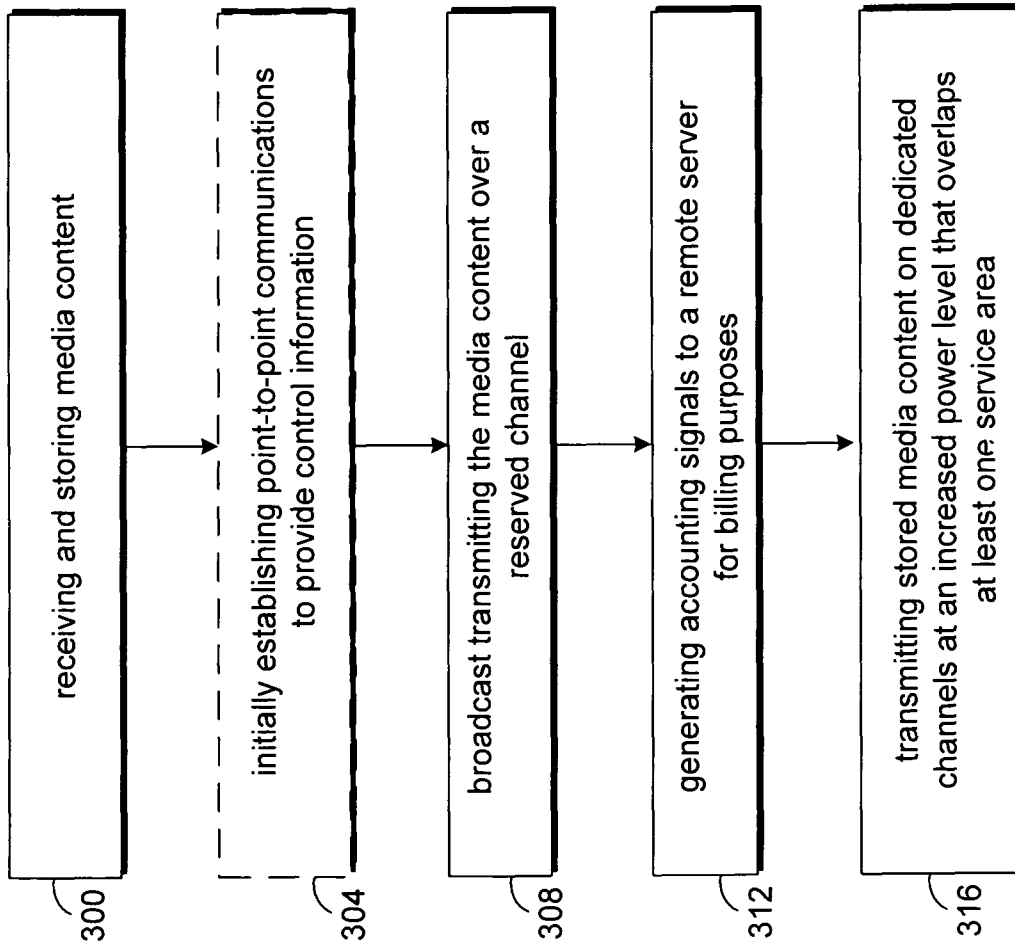 300
receiving and storing media content
304
initially establishing point-to-point communications
to provide control information
308
broadcast transmitting the media content over a
reserved channel
312
generating accounting signals to a remote server
for billing purposes
316
transmitting stored media content on dedicated
channels at an increased power level that overlaps
at least one service area